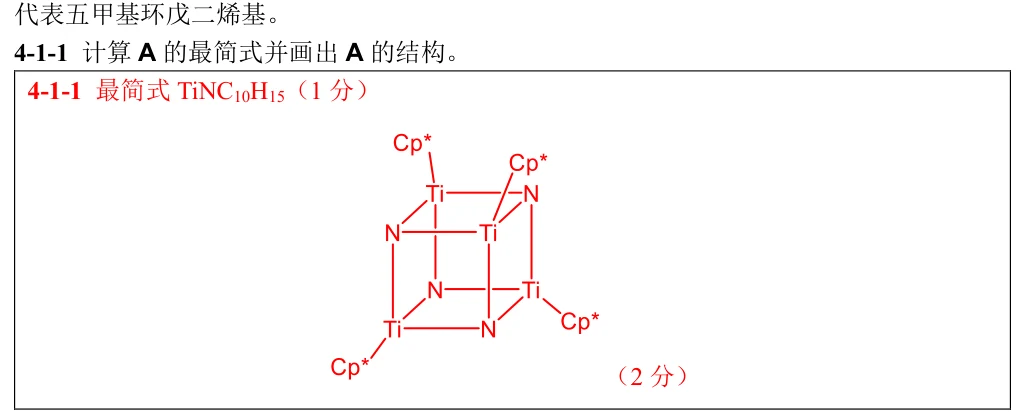 代表五甲基环戊二烯基。
4-1-1 计算 A 的最简式并画出 A 的结构。
4-1-1 最简式 TiNC₁₀H₁₅（1 分）
Cp*
Cp*
Ti
N
N
Ti
N
Ti
Cp*
Ti
N
Cp*
（2 分）